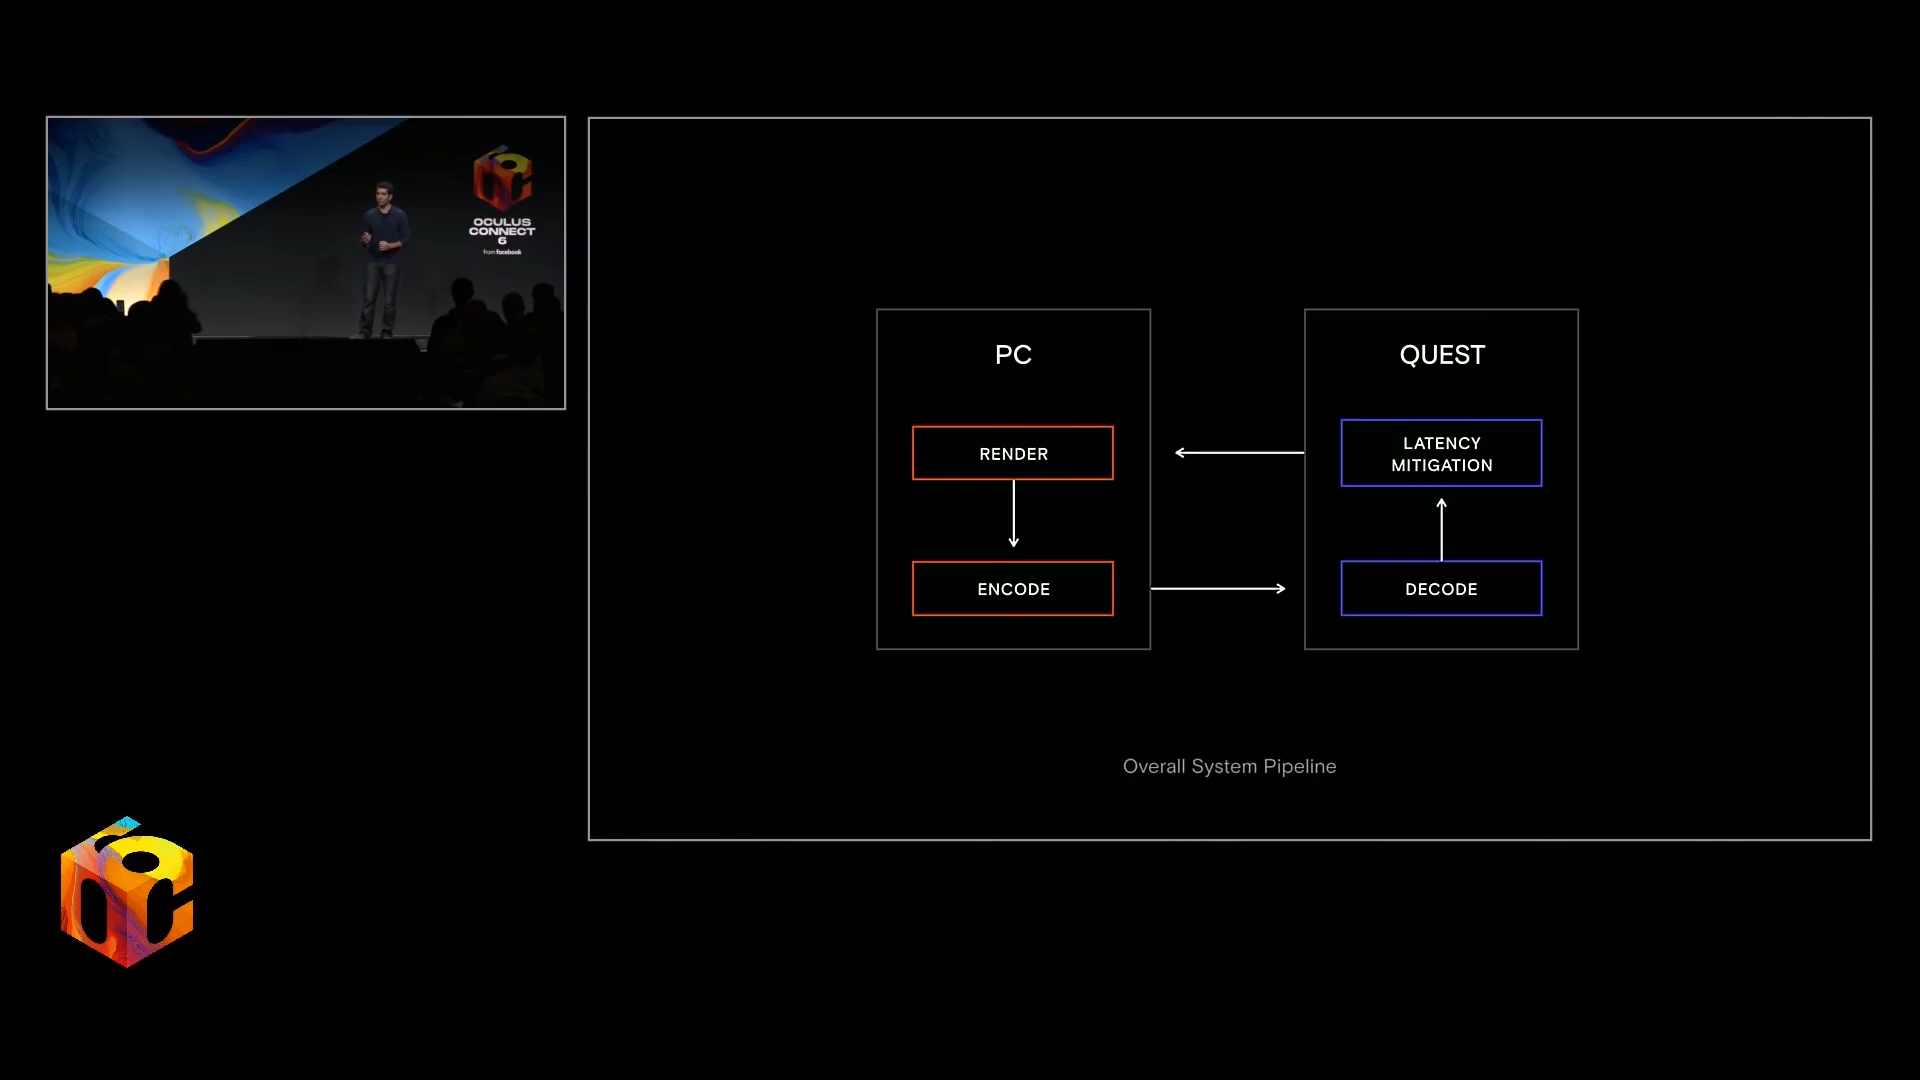 OCULUS
CONNECT
6
from facebook
PC
RENDER
ENCODE
QUEST
LATENCY
MITIGATION
DECODE
Overall System Pipeline